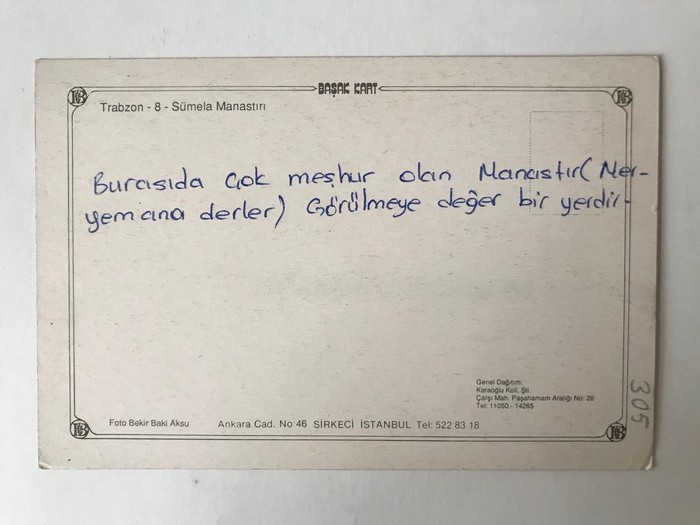 BAŞAK KART
Trabzon - 8 - Sümela Manastırı
Burasıda çok meşhur olan Manastır( Mer-
yem ana derler) Görülmeye değer bir yerdir.
Genel Dağıtım:
Karaoğlu Koll. Şti.
Çarşı Mah. Paşahamam Aralığı No: 20
Tel: 11050 - 14265
Foto Bekir Baki Aksu
Ankara Cad. No 46 SİRKECİ İSTANBUL Tel: 522 83 18
305